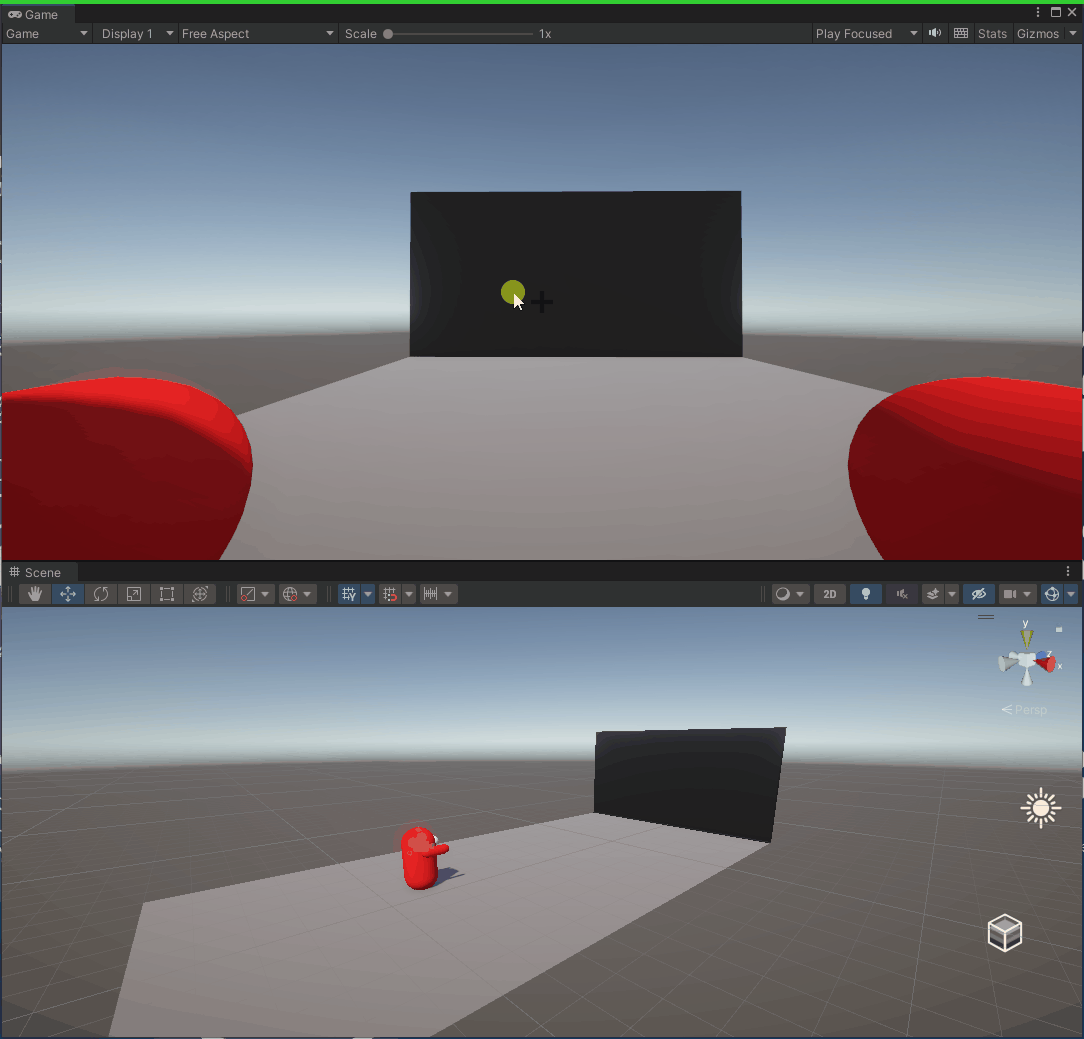 Game
Game Display 1 Free Aspect Scale 1x Play Focused Stats Gizmos
Scene
2D
y
z
x
Persp